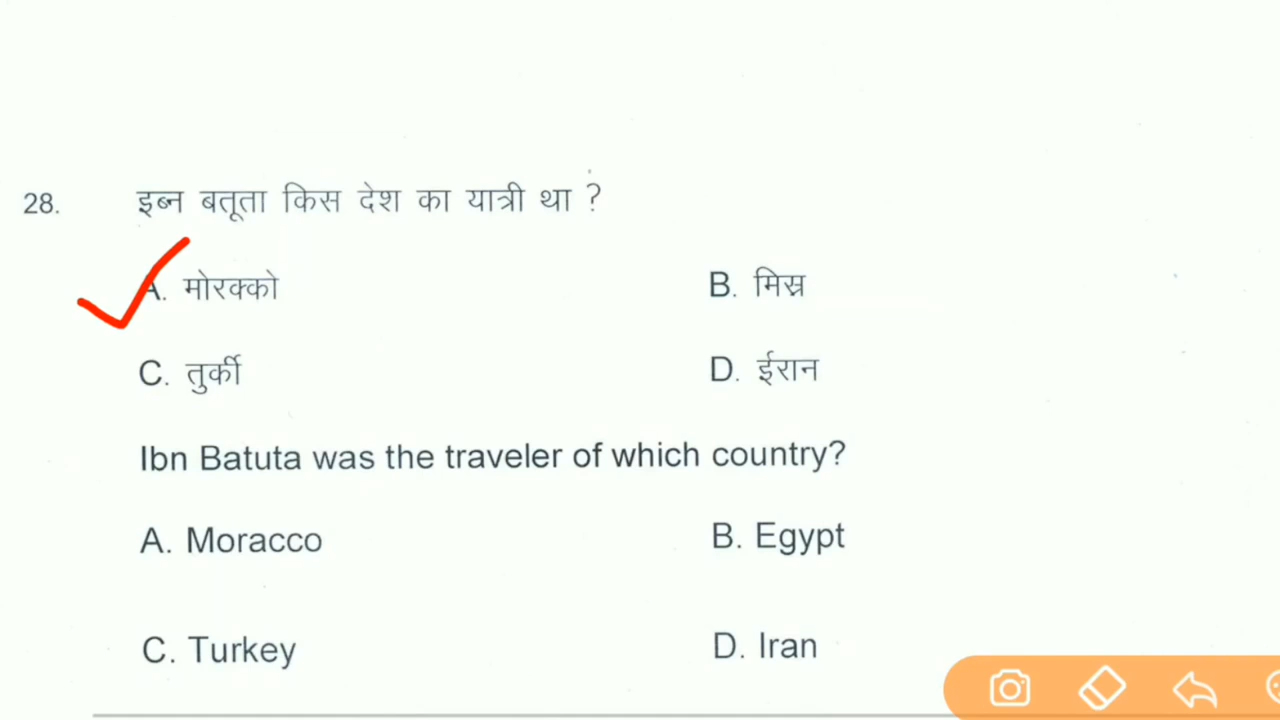 28. इब्न बतूता किस देश का यात्री था ?
A. मोरक्को B. मिस्र
C. तुर्की D. ईरान
Ibn Batuta was the traveler of which country?
A. Moracco B. Egypt
C. Turkey D. Iran